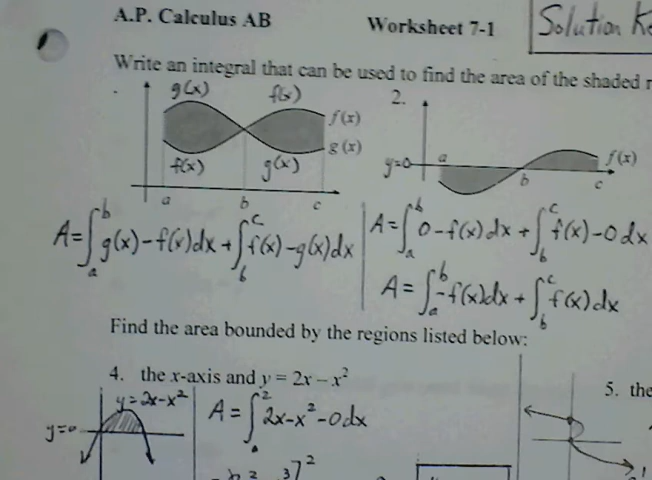 A.P. Calculus AB
Worksheet 7-1
Solution
Write an integral that can be used to find the area of the shaded
g(x) f(x)
f(x)
g(x)
f(x) g(x)
a b c
A=∫_a^b g(x)-f(x)dx+∫_b^c f(x)-g(x)dx
2.
y=0 a b c f(x)
A=∫_a^b 0-f(x)dx+∫_b^c f(x)-0dx
A=∫_a^b -f(x)dx+∫_b^c f(x)dx
Find the area bounded by the regions listed below:
4. the x-axis and y = 2x – x²
y=2x-x²
y=0
A=∫_0^2 2x-x²-0dx
5. the